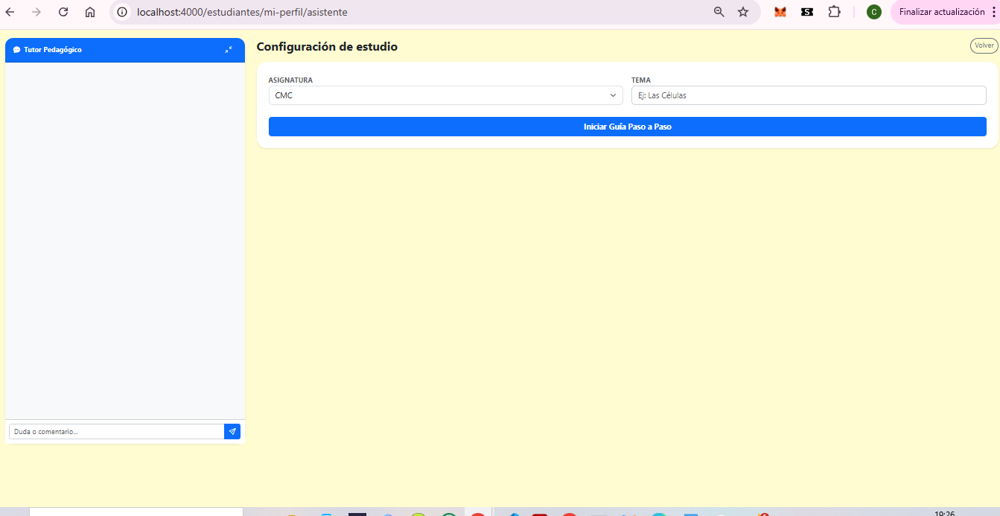 localhost:4000/estudiantes/mi-perfil/asistente
S
C
Finalizar actualización
Tutor Pedagógico
Configuración de estudio
Volver
ASIGNATURA
TEMA
CMC
Ej: Las Células
Iniciar Guía Paso a Paso
Duda o comentario...
19:26